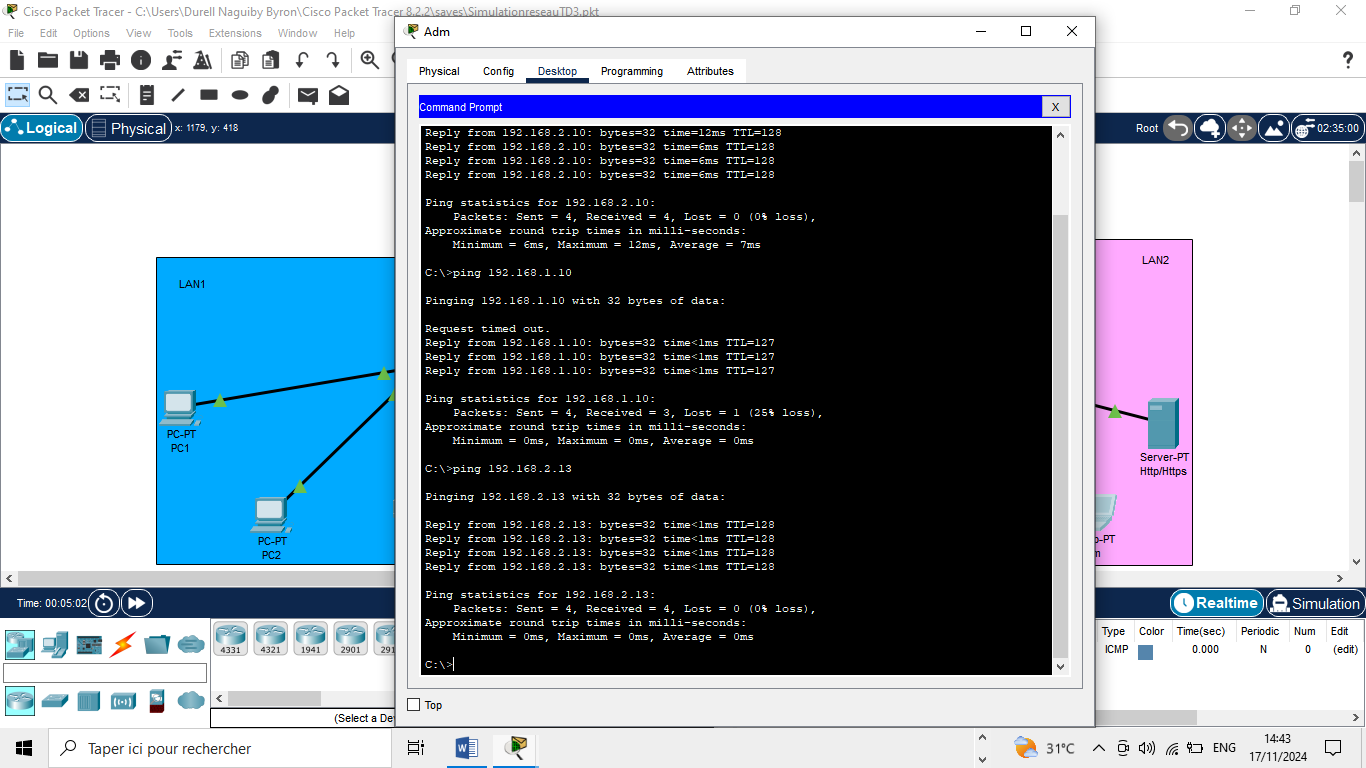 Cisco Packet Tracer - C:\Users\Durell Naguiby Byron\Cisco Packet Tracer 8.2.2\saves\SimulationreseauTD3.pkt
File Edit Options View Tools Extensions Window Help
Logical Physical x: 1179, y: 418
Root 02:35:00
LAN1
PC-PT
PC1
PC-PT
PC2
Adm
Physical Config Desktop Programming Attributes
Command Prompt X
Reply from 192.168.2.10: bytes=32 time=12ms TTL=128
Reply from 192.168.2.10: bytes=32 time=6ms TTL=128
Reply from 192.168.2.10: bytes=32 time=6ms TTL=128
Reply from 192.168.2.10: bytes=32 time=6ms TTL=128
Ping statistics for 192.168.2.10:
Packets: Sent = 4, Received = 4, Lost = 0 (0% loss),
Approximate round trip times in milli-seconds:
Minimum = 6ms, Maximum = 12ms, Average = 7ms
C:\>ping 192.168.1.10
Pinging 192.168.1.10 with 32 bytes of data:
Request timed out.
Reply from 192.168.1.10: bytes=32 time<1ms TTL=127
Reply from 192.168.1.10: bytes=32 time<1ms TTL=127
Reply from 192.168.1.10: bytes=32 time<1ms TTL=127
Ping statistics for 192.168.1.10:
Packets: Sent = 4, Received = 3, Lost = 1 (25% loss),
Approximate round trip times in milli-seconds:
Minimum = 0ms, Maximum = 0ms, Average = 0ms
C:\>ping 192.168.2.13
Pinging 192.168.2.13 with 32 bytes of data:
Reply from 192.168.2.13: bytes=32 time<1ms TTL=128
Reply from 192.168.2.13: bytes=32 time<1ms TTL=128
Reply from 192.168.2.13: bytes=32 time<1ms TTL=128
Reply from 192.168.2.13: bytes=32 time<1ms TTL=128
Ping statistics for 192.168.2.13:
Packets: Sent = 4, Received = 4, Lost = 0 (0% loss),
Approximate round trip times in milli-seconds:
Minimum = 0ms, Maximum = 0ms, Average = 0ms
C:\>
Top
LAN2
Server-PT
Http/Https
p-PT
m
Time: 00:05:02
Realtime Simulation
4331 4321 1941 2901 291
(Select a Dev
Type Color Time(sec) Periodic Num Edit
ICMP 0.000 N 0 (edit)
Taper ici pour rechercher
31°C ENG 14:43
17/11/2024